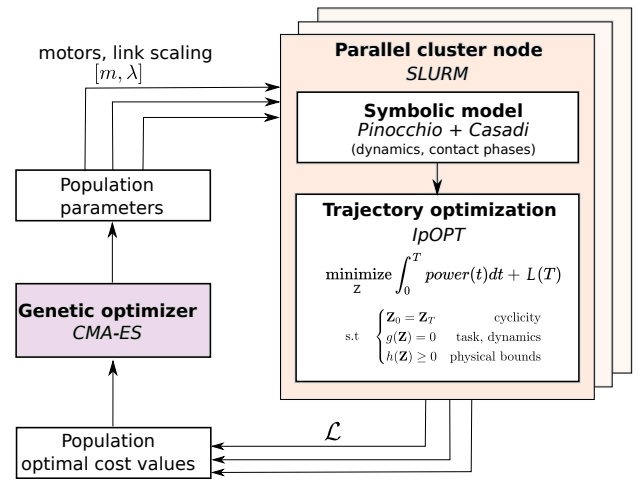 motors, link scaling
[m, λ]
Parallel cluster node
SLURM
Symbolic model
Pinocchio + Casadi
(dynamics, contact phases)
Population
parameters
Trajectory optimization
IpOPT
minimize ∫₀ᵀ power(t)dt + L(T)
Z
s.t { Z₀ = Z_T cyclicity
g(Z) = 0 task, dynamics
h(Z) ≥ 0 physical bounds
Genetic optimizer
CMA-ES
Population
optimal cost values
ℒ